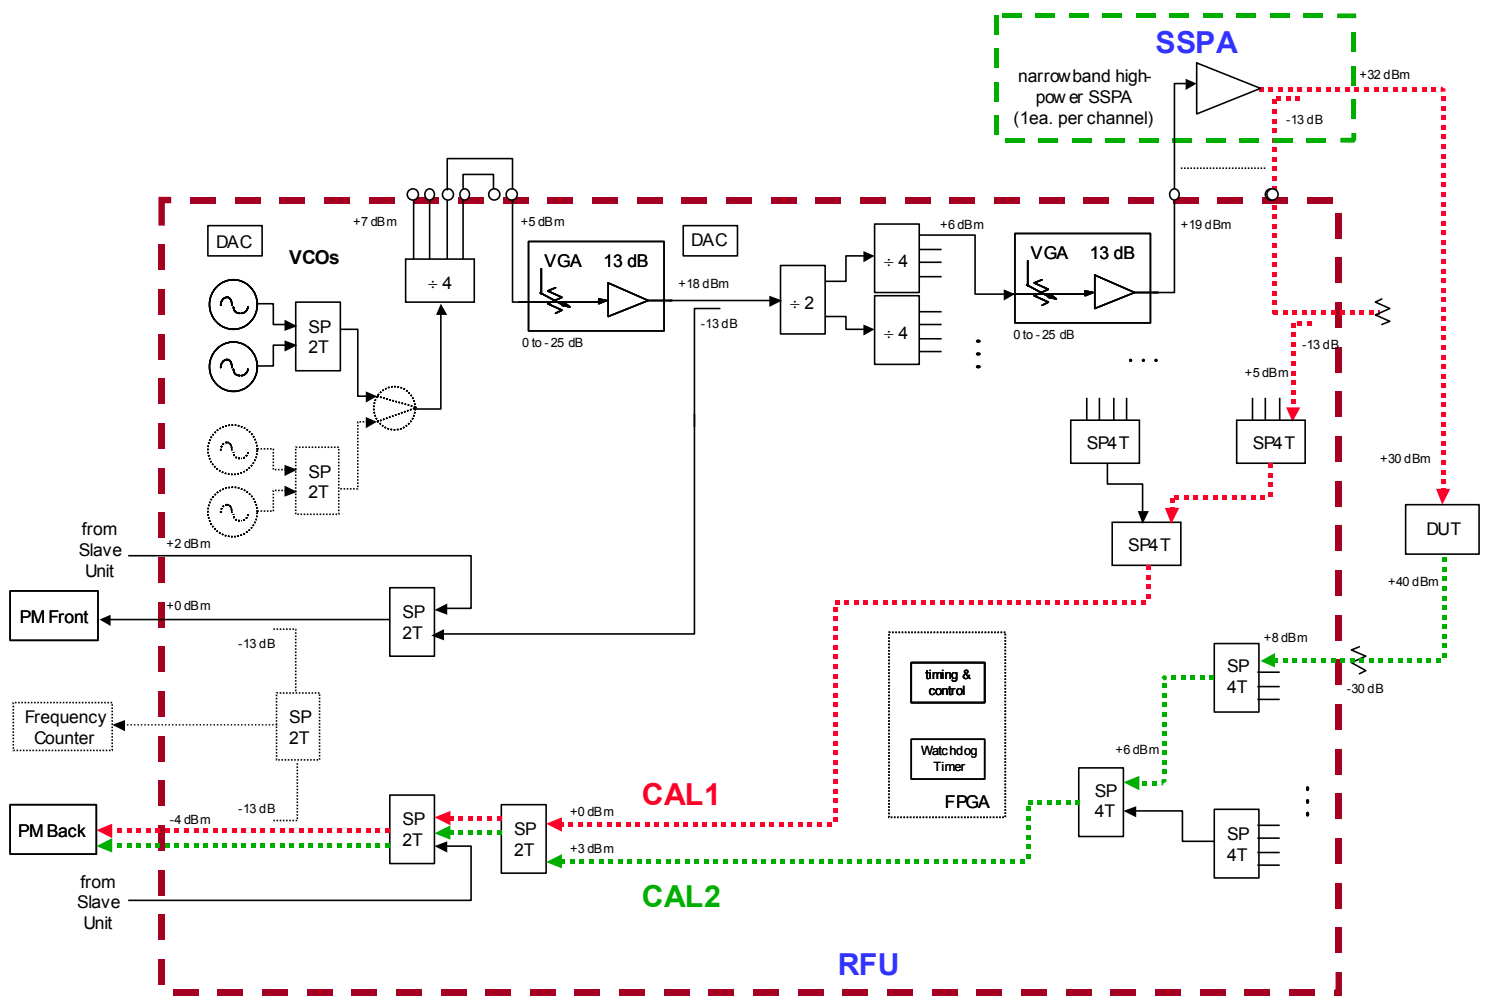 SSPA
narrowband high-
power SSPA
(1ea. per channel)
+32 dBm
-13 dB
+7 dBm
+5 dBm
+6 dBm
+19 dBm
DAC
VCOs
DAC
VGA 13 dB
÷ 4
÷ 4
VGA 13 dB
÷ 4
+18 dBm
÷ 2
-13 dB
÷ 4
0 to - 25 dB
0 to - 25 dB
SP
2T
-13 dB
+5 dBm
SP4T
SP4T
+30 dBm
SP
2T
DUT
from
Slave
Unit
+2 dBm
SP4T
+40 dBm
PM Front
+0 dBm
SP
2T
-13 dB
+8 dBm
SP
4T
-30 dB
timing &
control
Frequency
Counter
SP
2T
+6 dBm
Watchdog
Timer
FPGA
SP
4T
-13 dB
CAL1
+0 dBm
PM Back
-4 dBm
SP
2T
SP
2T
+3 dBm
SP
4T
CAL2
from
Slave
Unit
RFU